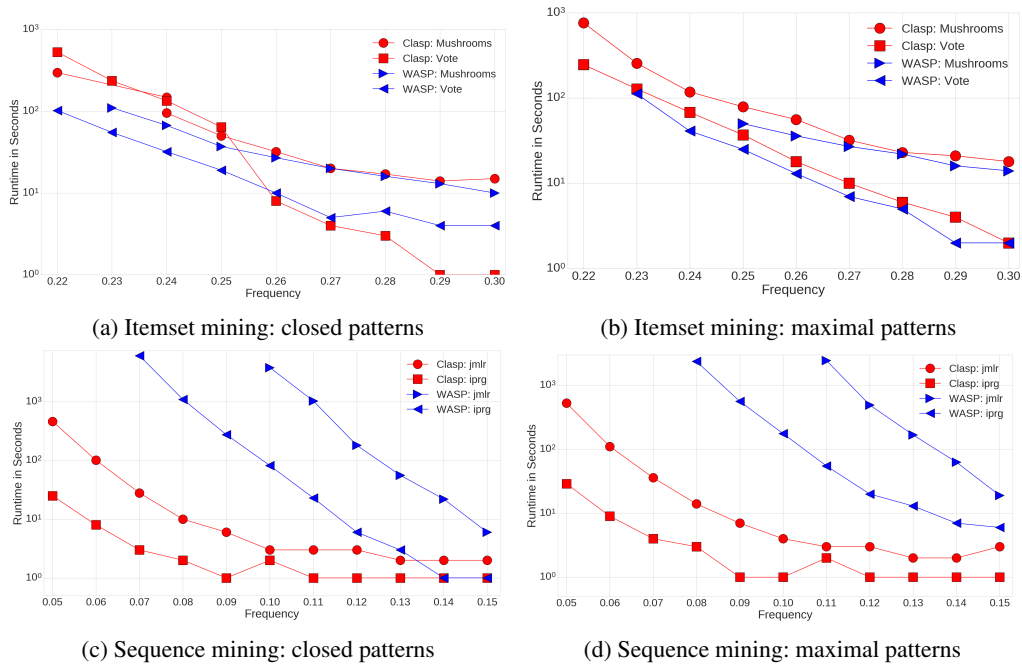 10³
10²
10¹
10⁰
Runtime in Seconds
Clasp: Mushrooms
Clasp: Vote
WASP: Mushrooms
WASP: Vote
0.22 0.23 0.24 0.25 0.26 0.27 0.28 0.29 0.30
Frequency
(a) Itemset mining: closed patterns
10³
10²
10¹
10⁰
Runtime in Seconds
Clasp: Mushrooms
Clasp: Vote
WASP: Mushrooms
WASP: Vote
0.22 0.23 0.24 0.25 0.26 0.27 0.28 0.29 0.30
Frequency
(b) Itemset mining: maximal patterns
10³
10²
10¹
10⁰
Runtime in Seconds
Clasp: jmlr
Clasp: iprg
WASP: jmlr
WASP: iprg
0.05 0.06 0.07 0.08 0.09 0.10 0.11 0.12 0.13 0.14 0.15
Frequency
(c) Sequence mining: closed patterns
10³
10²
10¹
10⁰
Runtime in Seconds
Clasp: jmlr
Clasp: iprg
WASP: jmlr
WASP: iprg
0.05 0.06 0.07 0.08 0.09 0.10 0.11 0.12 0.13 0.14 0.15
Frequency
(d) Sequence mining: maximal patterns